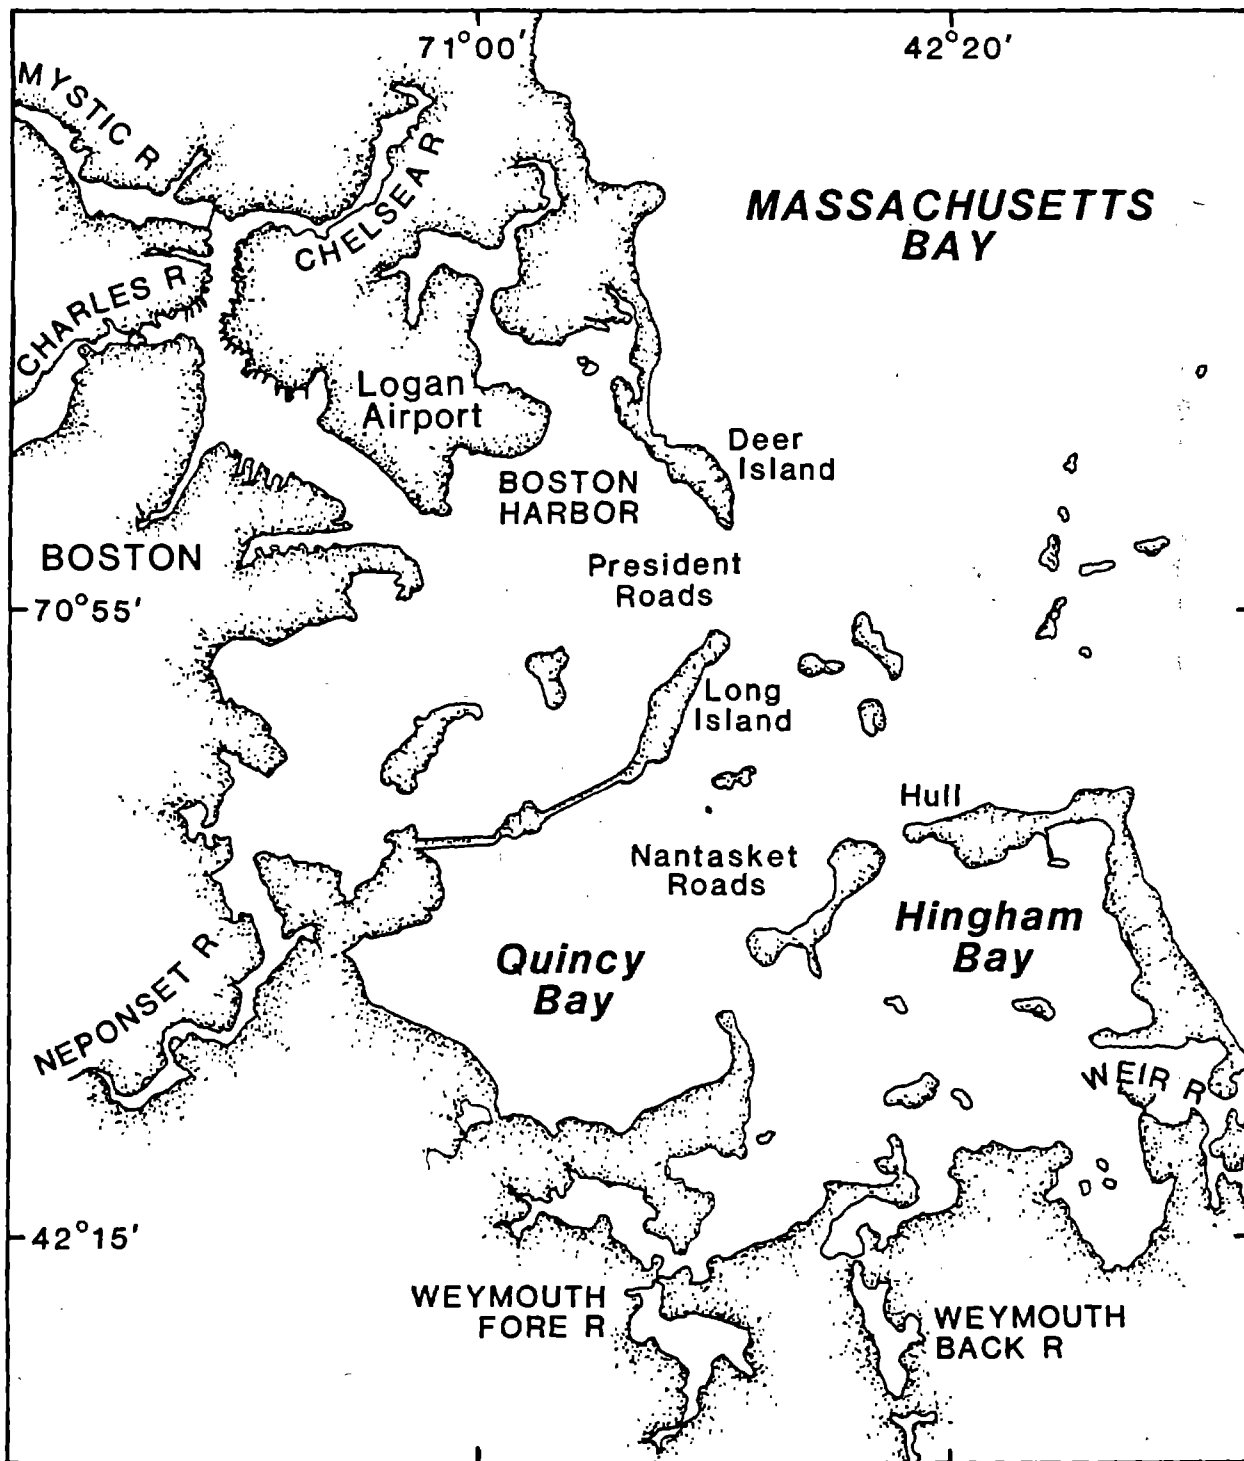 71°00'
42°20'
MYSTIC R
CHELSEA R
MASSACHUSETTS
BAY
CHARLES R
Logan
Airport
Deer
Island
BOSTON
HARBOR
BOSTON
President
Roads
70°55'
Long
Island
Hull
Nantasket
Roads
Hingham
Bay
Quincy
Bay
NEPONSET R
WEIR R
42°15'
WEYMOUTH
FORE R
WEYMOUTH
BACK R